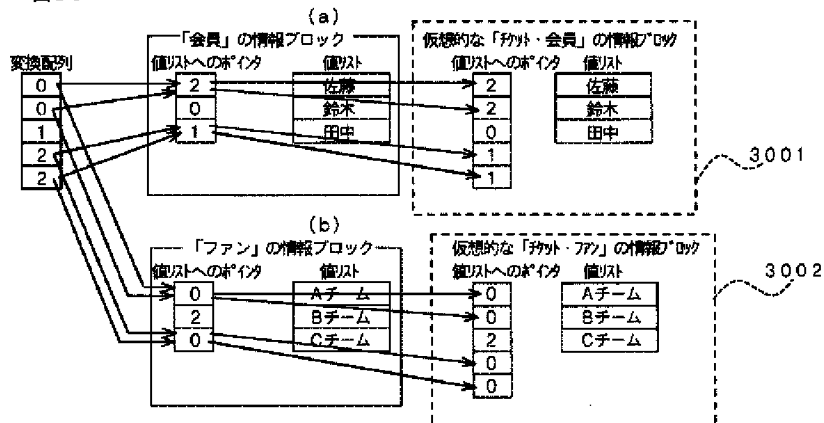 (a)
「会員」の情報ブロック
仮想的な「チケット・会員」の情報ブロック
変換配列
値リストへのポインタ
値リスト
値リストへのポインタ
値リスト
0
0
1
2
2
2
0
1
佐藤
鈴木
田中
2
2
0
1
1
佐藤
鈴木
田中
3001
(b)
「ファン」の情報ブロック
仮想的な「チケット・ファン」の情報ブロック
値リストへのポインタ
値リスト
値リストへのポインタ
値リスト
0
2
0
Aチーム
Bチーム
Cチーム
0
0
2
0
0
Aチーム
Bチーム
Cチーム
3002